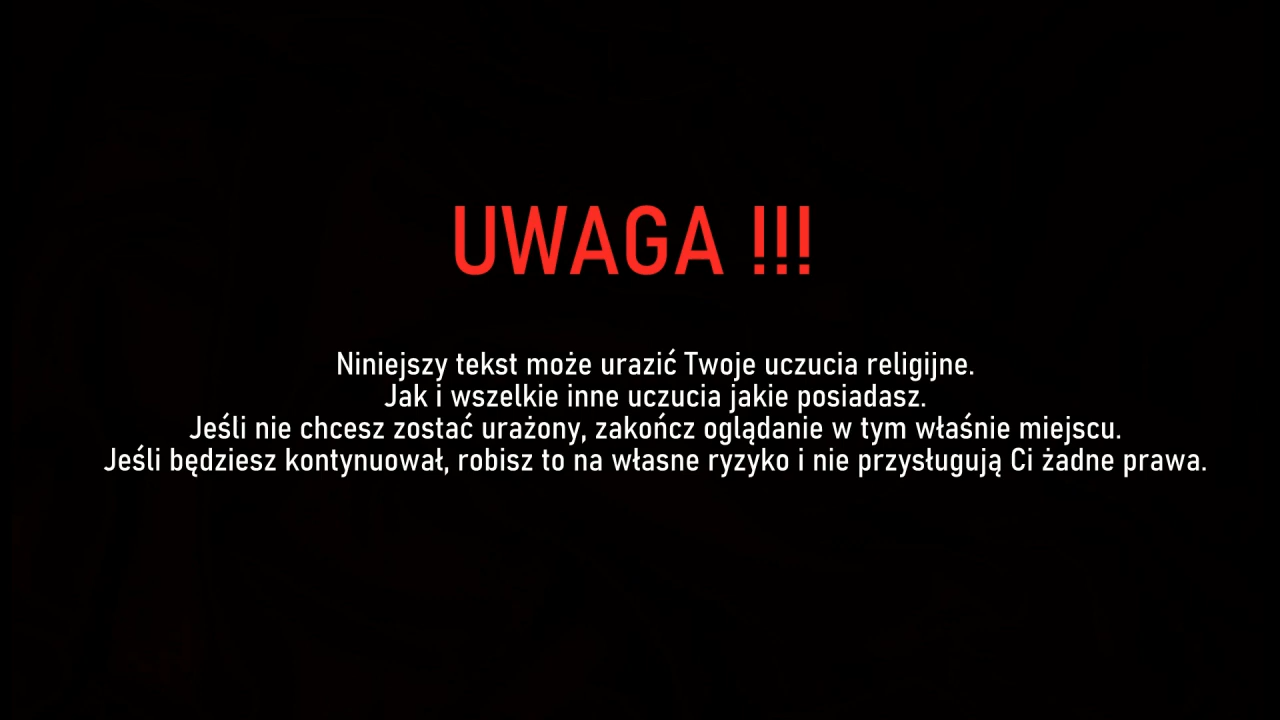 UWAGA !!!
Niniejszy tekst może urazić Twoje uczucia religijne.
Jak i wszelkie inne uczucia jakie posiadasz.
Jeśli nie chcesz zostać urażony, zakończ oglądanie w tym właśnie miejscu.
Jeśli będziesz kontynuował, robisz to na własne ryzyko i nie przysługują Ci żadne prawa.